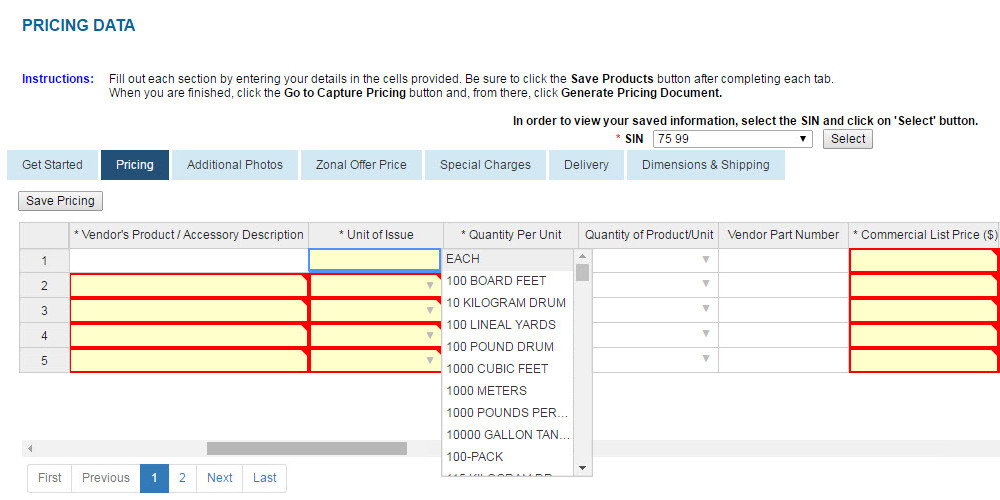 PRICING DATA
Instructions: Fill out each section by entering your details in the cells provided. Be sure to click the Save Products button after completing each tab.
When you are finished, click the Go to Capture Pricing button and, from there, click Generate Pricing Document.
In order to view your saved information, select the SIN and click on 'Select' button.
* SIN 75 99 Select
Get Started Pricing Additional Photos Zonal Offer Price Special Charges Delivery Dimensions & Shipping
Save Pricing
* Vendor's Product / Accessory Description * Unit of Issue * Quantity Per Unit Quantity of Product/Unit Vendor Part Number * Commercial List Price ($)
1 EACH
2 100 BOARD FEET
10 KILOGRAM DRUM
3 100 LINEAL YARDS
4 100 POUND DRUM
5 1000 CUBIC FEET
1000 METERS
1000 POUNDS PER...
10000 GALLON TAN...
100-PACK
First Previous 1 2 Next Last